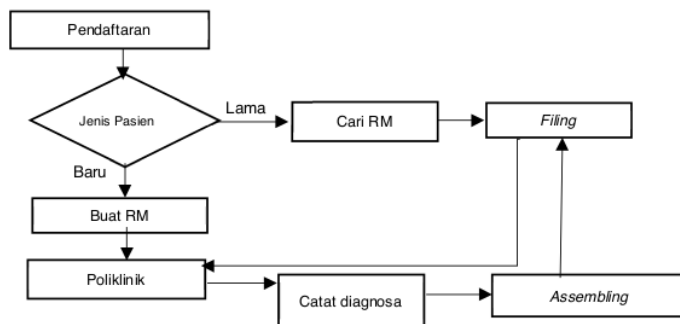 Pendaftaran
Jenis Pasien
Lama
Cari RM
Filing
Baru
Buat RM
Poliklinik
Catat diagnosa
Assembling